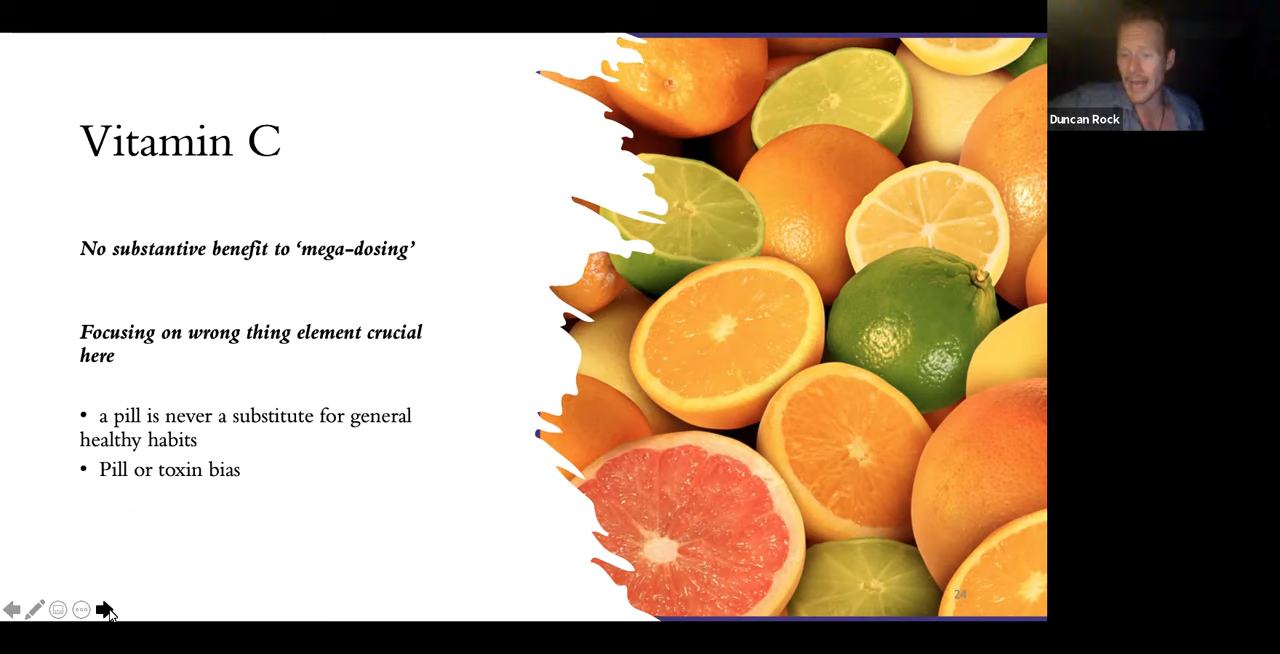 Vitamin C
No substantive benefit to ‘mega-dosing’
Focusing on wrong thing element crucial
here
• a pill is never a substitute for general
healthy habits
• Pill or toxin bias
24
Duncan Rock